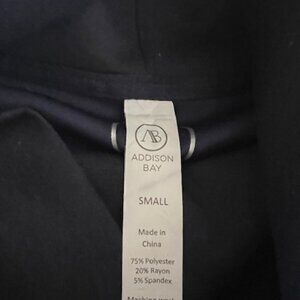 AB
ADDISON
BAY
SMALL
Made in
China
75% Polyester
20% Rayon
5% Spandex